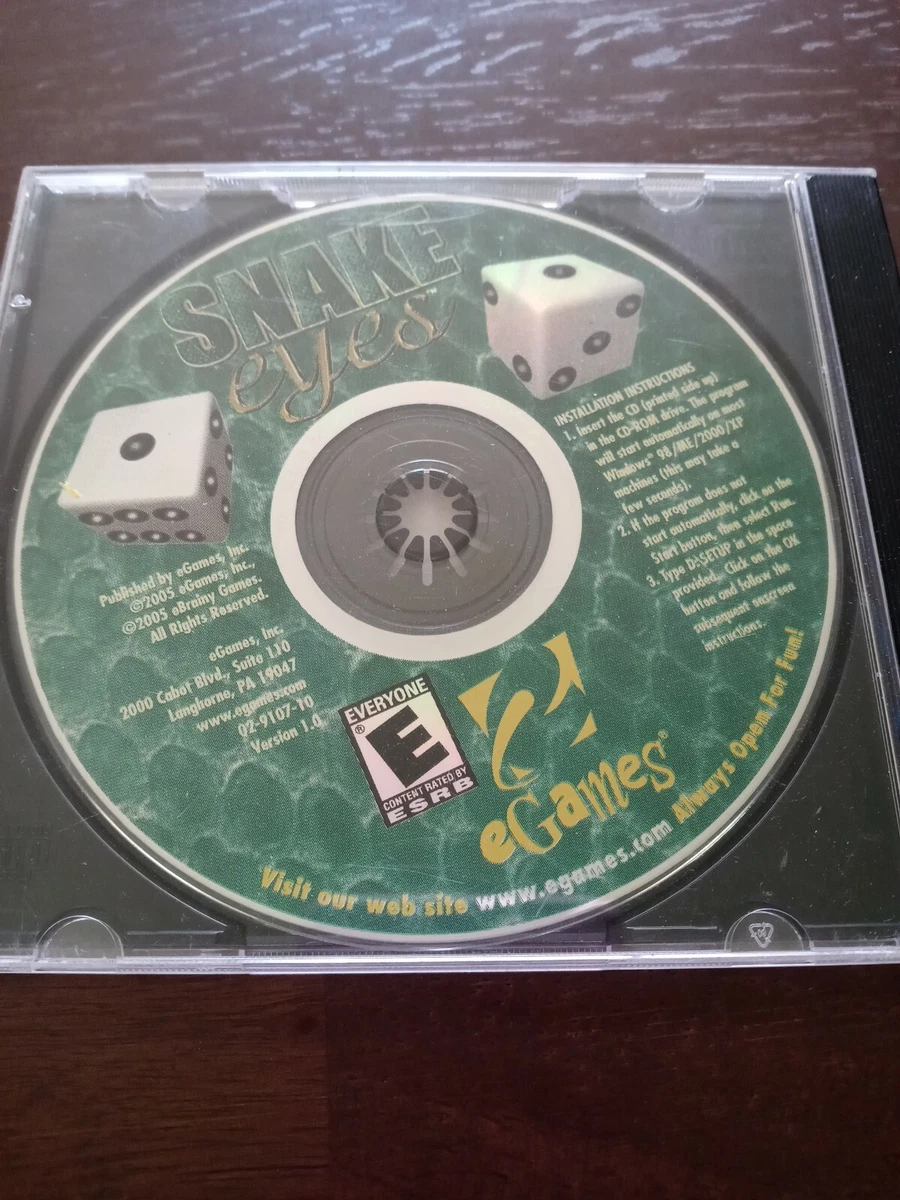 SNAKE
eyes
INSTALLATION INSTRUCTIONS
1. Insert the CD (printed side up)
in the CD-ROM drive. The program
will start automatically on most
Windows® 98/ME/2000/XP
machines (this may take a
few seconds).
2. If the program does not
start automatically, click on the
Start button, then select Run.
3. Type D:SETUP in the space
provided. Click on the OK
button and follow the
subsequent onscreen
instructions.
Published by eGames, Inc.
©2005 eGames, Inc.,
©2005 eBrainy Games.
All Rights Reserved.
eGames, Inc.
2000 Cabot Blvd., Suite 110
Langhorne, PA 19047
www.egames.com
02-9107-10
Version 1.0
EVERYONE
E
®
CONTENT RATED BY
ESRB
eGames®
Visit our web site www.egames.com Always Open For Fun!